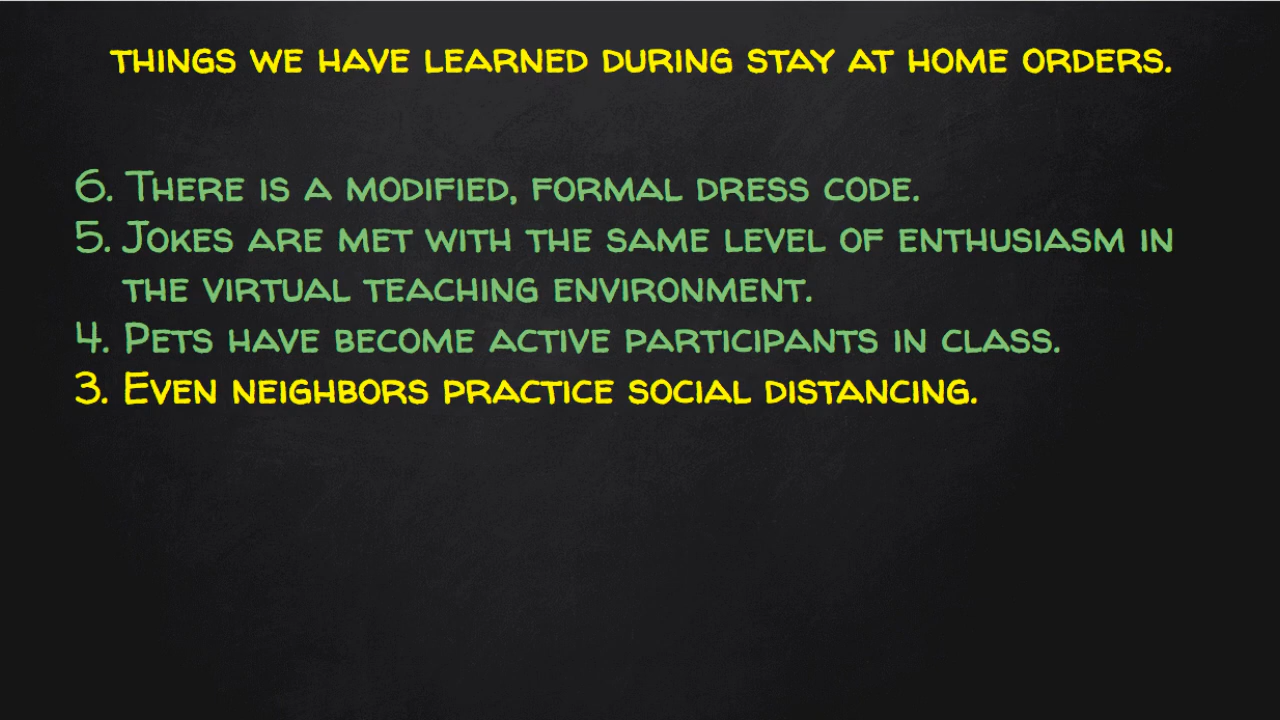 THINGS WE HAVE LEARNED DURING STAY AT HOME ORDERS.
6. THERE IS A MODIFIED, FORMAL DRESS CODE.
5. JOKES ARE MET WITH THE SAME LEVEL OF ENTHUSIASM IN
THE VIRTUAL TEACHING ENVIRONMENT.
4. PETS HAVE BECOME ACTIVE PARTICIPANTS IN CLASS.
3. EVEN NEIGHBORS PRACTICE SOCIAL DISTANCING.